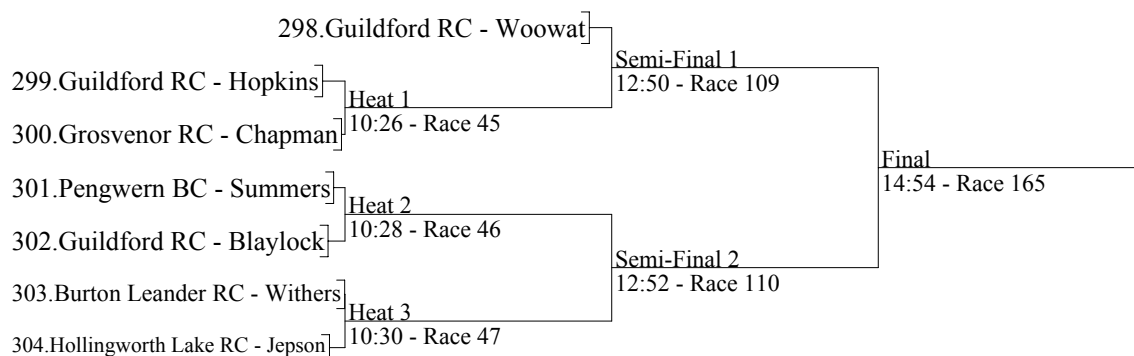 298.Guildford RC - Woowat
Semi-Final 1
12:50 - Race 109
299.Guildford RC - Hopkins
Heat 1
10:26 - Race 45
300.Grosvenor RC - Chapman
Final
14:54 - Race 165
301.Pengwern BC - Summers
Heat 2
10:28 - Race 46
302.Guildford RC - Blaylock
Semi-Final 2
12:52 - Race 110
303.Burton Leander RC - Withers
Heat 3
10:30 - Race 47
304.Hollingworth Lake RC - Jepson